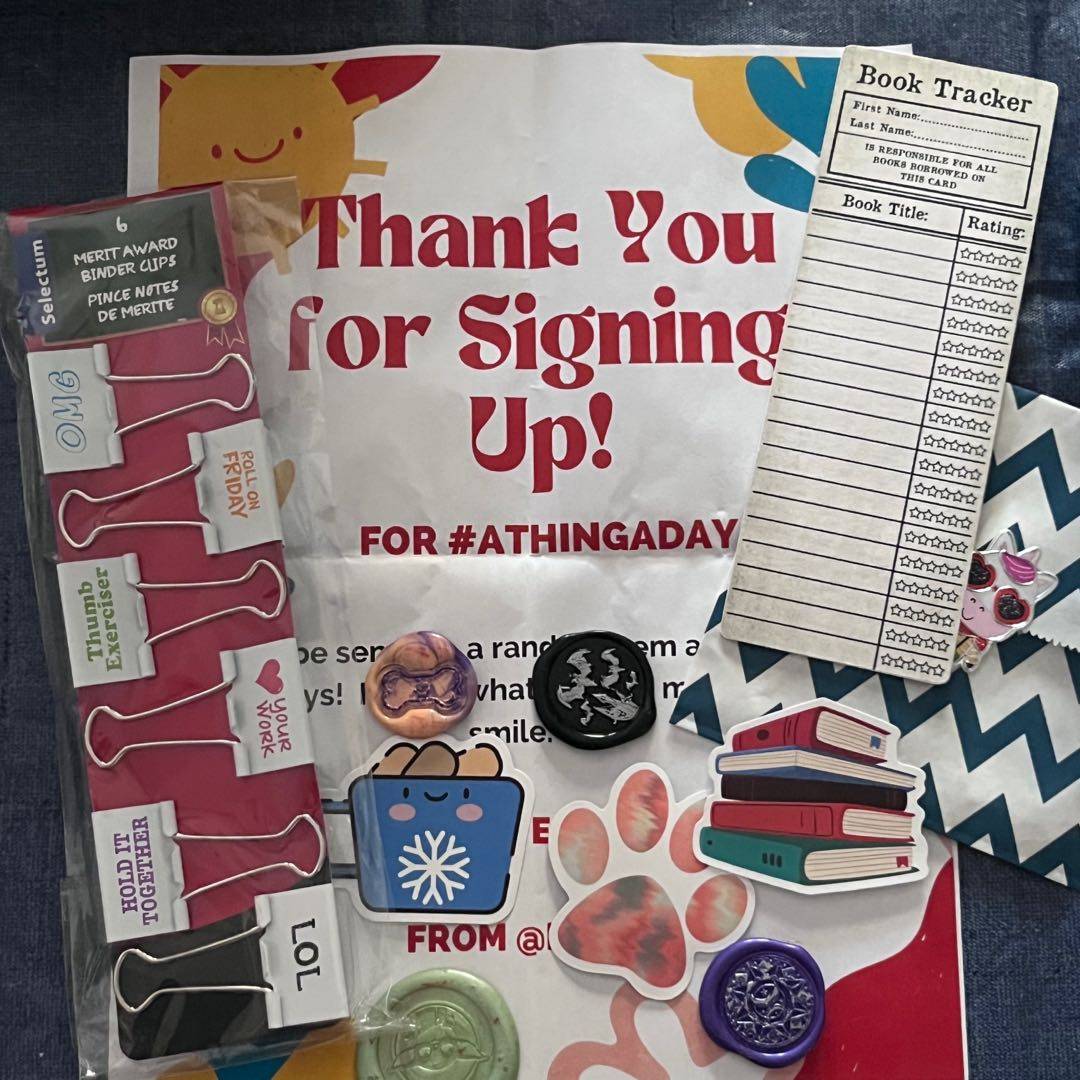 Book Tracker
First Name:
Last Name:
IS RESPONSIBLE FOR ALL
BOOKS BORROWED ON
THIS CARD
Book Title: Rating:
Selectum
6
MERIT AWARD
BINDER CLIPS
PINCE NOTES
DE MERITE
OMG
ROLL ON
FRIDAY
Thumb
Exerciser
YOUR
WORK
HOLD IT
TOGETHER
LOL
Thank You
for Signing
Up!
FOR #ATHINGADAY
a
smile.
FROM @